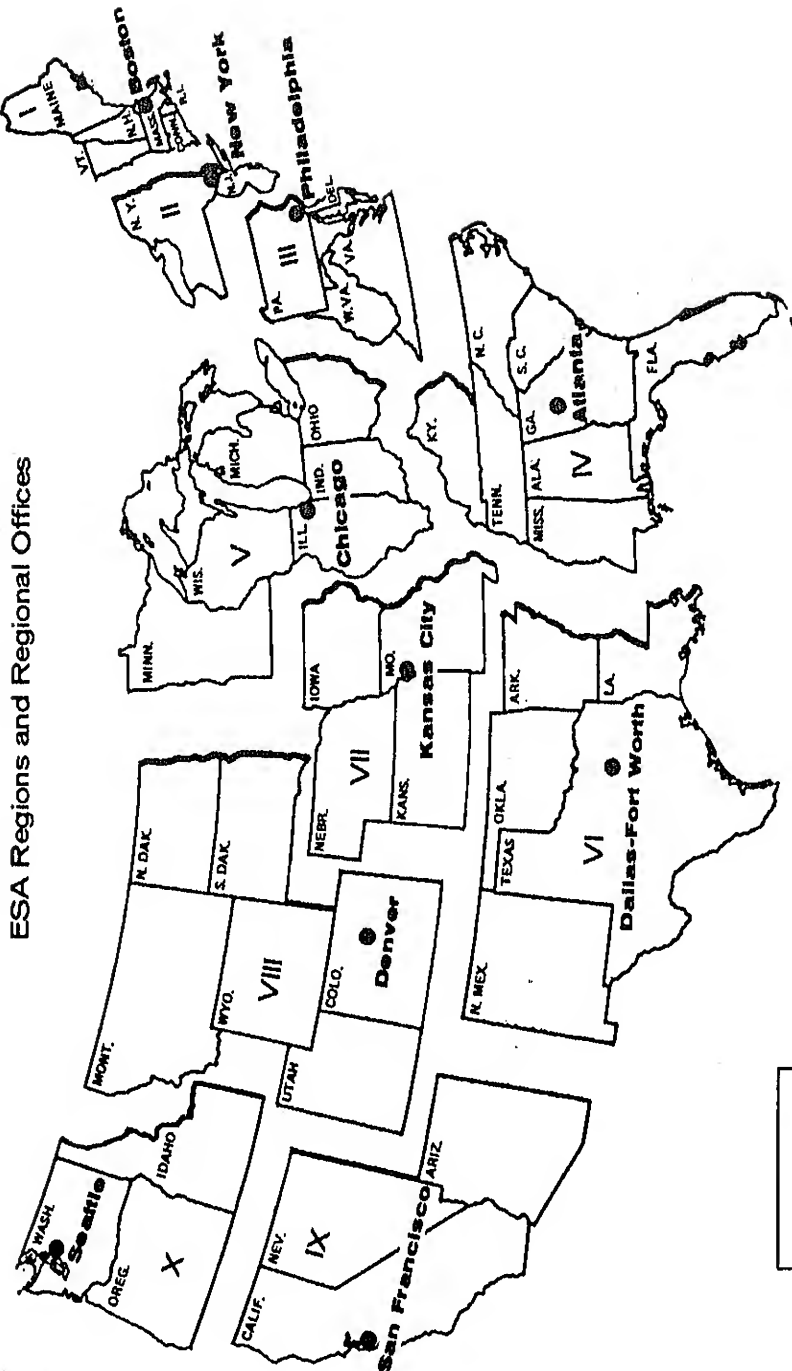 ESA Regions and Regional Offices
WASH.
Seattle
OREG.
X
IDAHO
MONT.
N. DAK.
S. DAK.
WYO.
VIII
UTAH
COLO.
Denver
CALIF.
NEV.
IX
San Francisco
ARIZ.
N. MEX.
TEXAS
OKLA.
VI
Dallas-Fort Worth
ARK.
LA.
NEBR.
VII
IOWA
KANS.
MO.
Kansas City
MINN.
WIS.
V
MICH.
ILL.
IND.
OHIO
Chicago
KY.
TENN.
N. C.
S. C.
MISS.
ALA.
GA.
IV
Atlanta
FLA.
PA.
III
Philadelphia
DEL.
W.VA.
VA.
N. Y.
II
N.J.
New York
VT.
N.H.
I
MAINE
MASS.
Boston
CONN.
R.I.